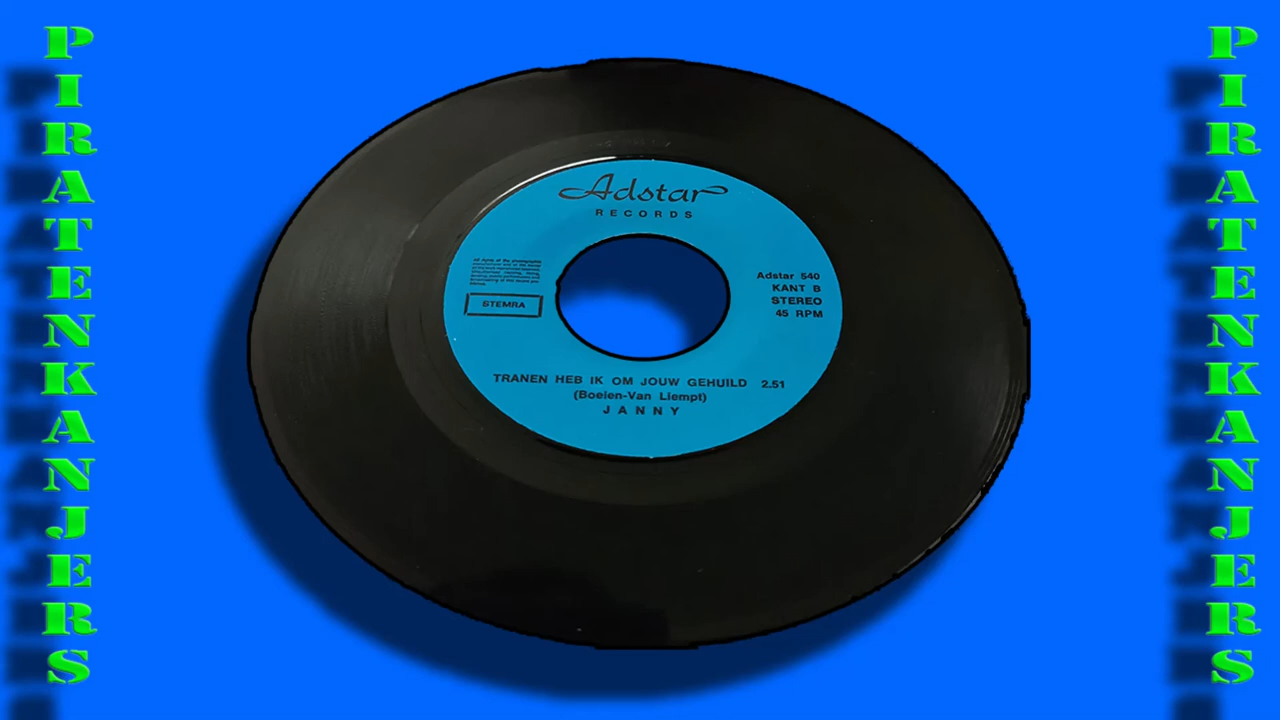 PIRATENKANJERS
Adstar
RECORDS
STEMRA
Adstar 540
KANT B
STEREO
45 RPM
TRANEN HEB IK OM JOUW GEHUILD 2.51
(Boeien-Van Liempt)
JANNY
PIRATENKANJERS